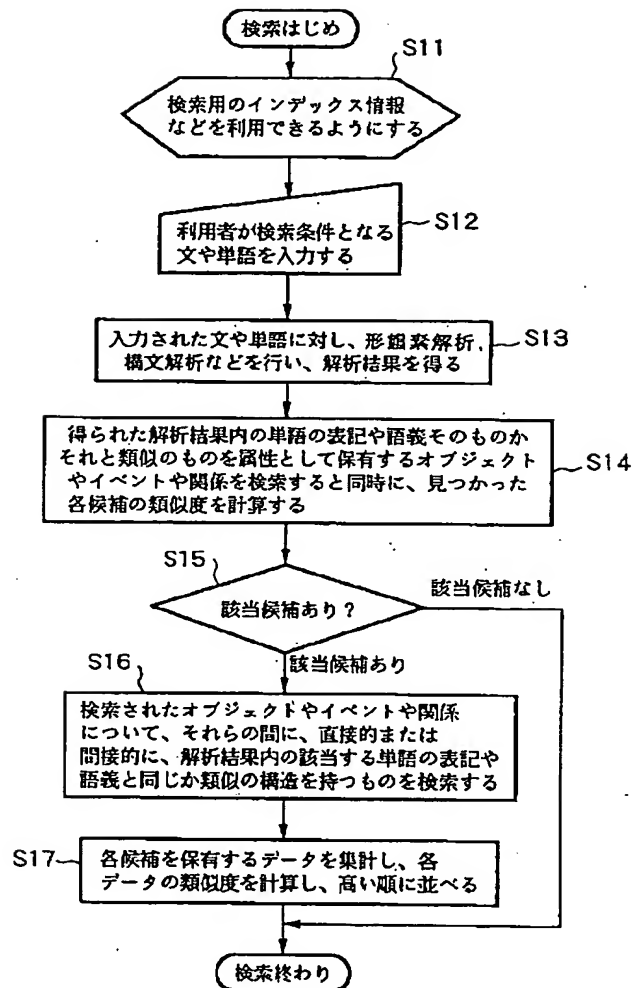 検索はじめ
S11
検索用のインデックス情報
などを利用できるようにする
S12
利用者が検索条件となる
文や単語を入力する
入力された文や単語に対し、形態素解析、
構文解析などを行い、解析結果を得る
S13
得られた解析結果内の単語の表記や語義そのものか
それと類似のものを属性として保有するオブジェクト
やイベントや関係を検索すると同時に、見つかった
各候補の類似度を計算する
S14
S15
該当候補あり?
該当候補なし
該当候補あり
S16
検索されたオブジェクトやイベントや関係
について、それらの間に、直接的または
間接的に、解析結果内の該当する単語の表記や
語義と同じか類似の構造を持つものを検索する
S17
各候補を保有するデータを集計し、各
データの類似度を計算し、高い順に並べる
検索終わり